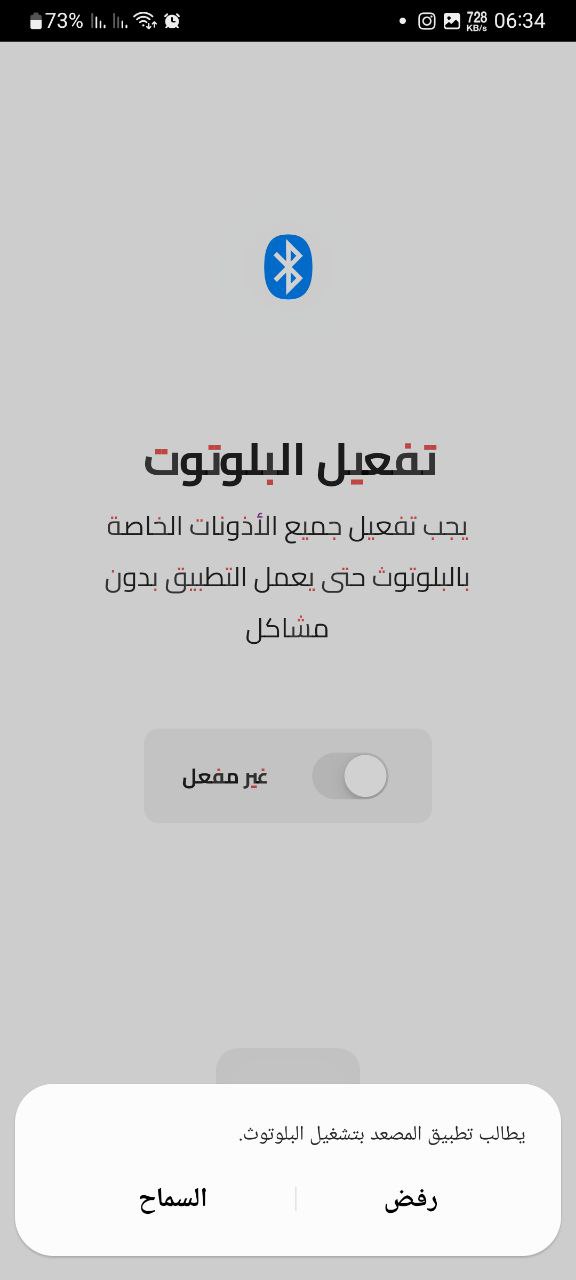 73%
728 KB/s
06:34
تفعيل البلوتوت
يجب تفعيل جميع الأذونات الخاصة
بالبلوتوث حتى يعمل التطبيق بدون
مشاكل
غير مفعل
يطالب تطبيق المصعد بتشغيل البلوتوث.
رفض
السماح